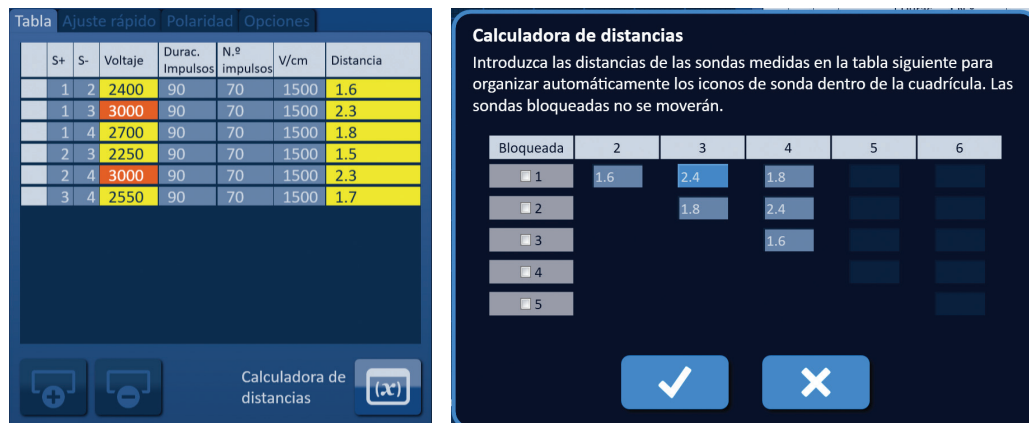 Tabla Ajuste rápido Polaridad Opciones
S+ S- Voltaje Durac. Impulsos N.º impulsos V/cm Distancia
1 2 2400 90 70 1500 1.6
1 3 3000 90 70 1500 2.3
1 4 2700 90 70 1500 1.8
2 3 2250 90 70 1500 1.5
2 4 3000 90 70 1500 2.3
3 4 2550 90 70 1500 1.7
Calculadora de
distancias
(x)
Calculadora de distancias
Introduzca las distancias de las sondas medidas en la tabla siguiente para
organizar automáticamente los iconos de sonda dentro de la cuadrícula. Las
sondas bloqueadas no se moverán.
Bloqueada 2 3 4 5 6
1 1.6 2.4 1.8
2 1.8 2.4
3 1.6
4
5